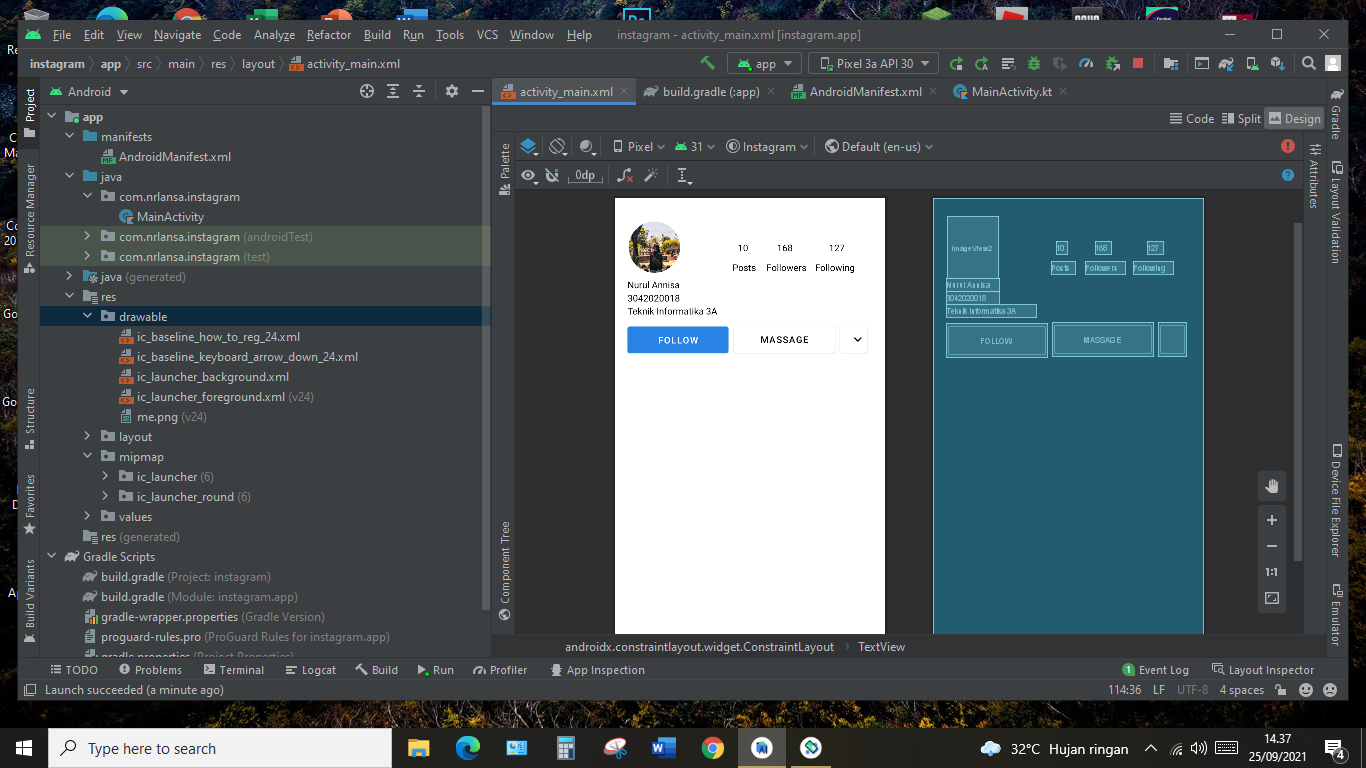 File Edit View Navigate Code Analyze Refactor Build Run Tools VCS Window Help instagram - activity_main.xml [instagram.app]
instagram app src main res layout activity_main.xml app Pixel 3a API 30
Android
activity_main.xml build.gradle (:app) AndroidManifest.xml MainActivity.kt
Code Split Design
Project
Resource Manager
Structure
Favorites
Build Variants
app
manifests
AndroidManifest.xml
java
com.nrlansa.instagram
MainActivity
com.nrlansa.instagram (androidTest)
com.nrlansa.instagram (test)
java (generated)
res
drawable
ic_baseline_how_to_reg_24.xml
ic_baseline_keyboard_arrow_down_24.xml
ic_launcher_background.xml
ic_launcher_foreground.xml (v24)
me.png (v24)
layout
mipmap
ic_launcher (6)
ic_launcher_round (6)
values
res (generated)
Gradle Scripts
build.gradle (Project: instagram)
build.gradle (Module: instagram.app)
gradle-wrapper.properties (Gradle Version)
proguard-rules.pro (ProGuard Rules for instagram.app)
gradle.properties (Project Properties)
Palette
Component Tree
Pixel 31 Instagram Default (en-us)
0dp
10 168 127
Posts Followers Following
Nurul Annisa
3042020018
Teknik Informatika 3A
FOLLOW MASSAGE
ImageView2
10 168 127
Posts Followers Following
Nurul Annisa
3042020018
Teknik Informatika 3A
FOLLOW MASSAGE
1:1
Attributes
Gradle
Layout Validation
Device File Explorer
Emulator
androidx.constraintlayout.widget.ConstraintLayout TextView
TODO Problems Terminal Logcat Build Run Profiler App Inspection 1 Event Log Layout Inspector
Launch succeeded (a minute ago) 114:36 LF UTF-8 4 spaces
Type here to search
32°C Hujan ringan
14.37
25/09/2021
4